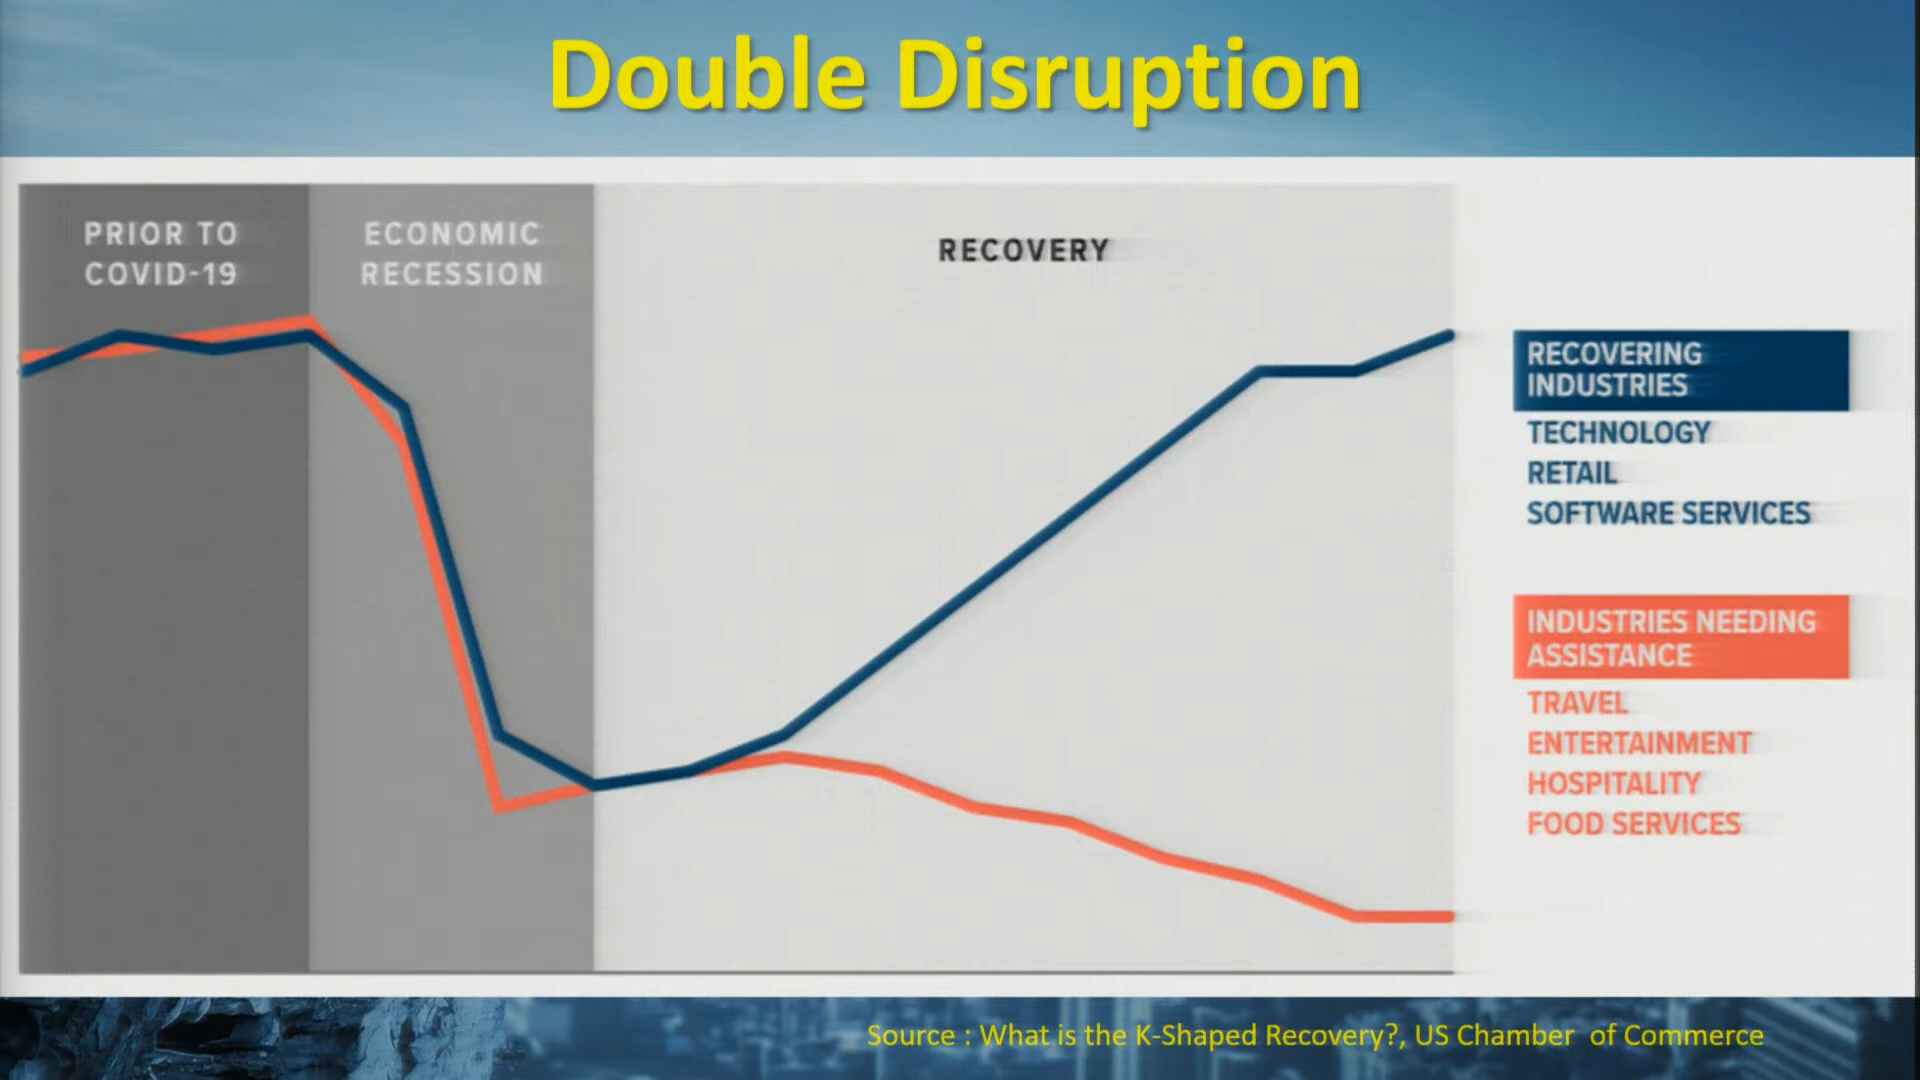 Double Disruption
PRIOR TO
COVID-19
ECONOMIC
RECESSION
RECOVERY
RECOVERING
INDUSTRIES
TECHNOLOGY
RETAIL
SOFTWARE SERVICES
INDUSTRIES NEEDING
ASSISTANCE
TRAVEL
ENTERTAINMENT
HOSPITALITY
FOOD SERVICES
Source : What is the K-Shaped Recovery?, US Chamber of Commerce